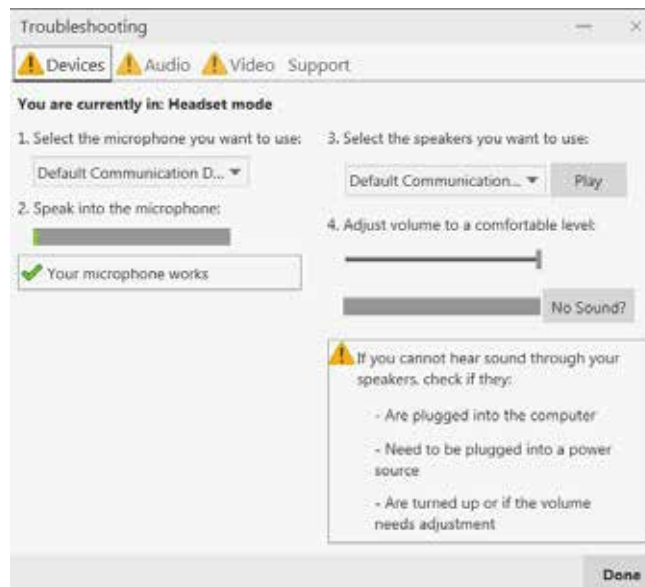 Troubleshooting
Devices Audio Video Support
You are currently in: Headset mode
1. Select the microphone you want to use:
Default Communication D...
2. Speak into the microphone:
Your microphone works
3. Select the speakers you want to use:
Default Communication... Play
4. Adjust volume to a comfortable level:
No Sound?
If you cannot hear sound through your
speakers, check if they:
- Are plugged into the computer
- Need to be plugged into a power
source
- Are turned up or if the volume
needs adjustment
Done